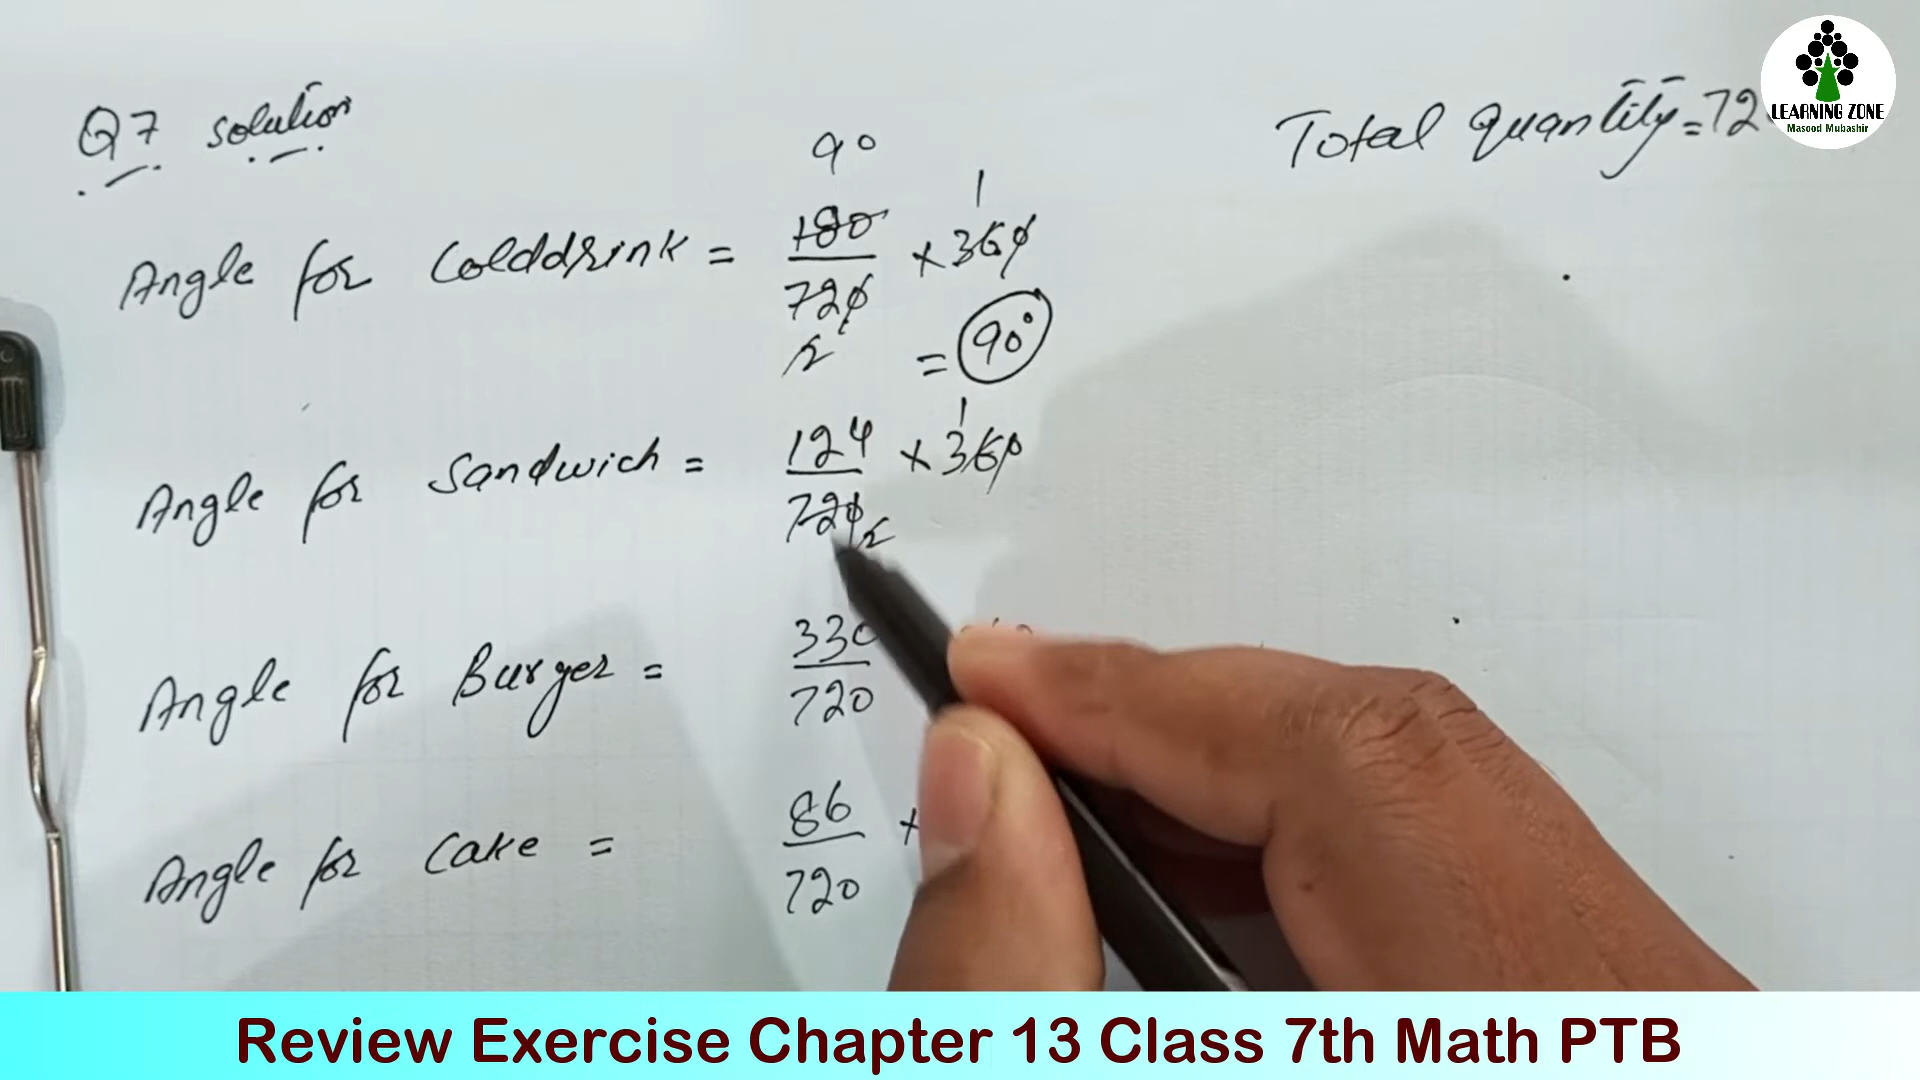 Q7 solution
Total quantity = 72
LEARNING ZONE
Masood Mubashir
90
1
Angle for Colddrink = 180/720 × 360
2
= 90°
1
Angle for Sandwich = 124/720 × 360
2
Angle for Burger = 330/720
Angle for Cake = 86/720 ×
Review Exercise Chapter 13 Class 7th Math PTB